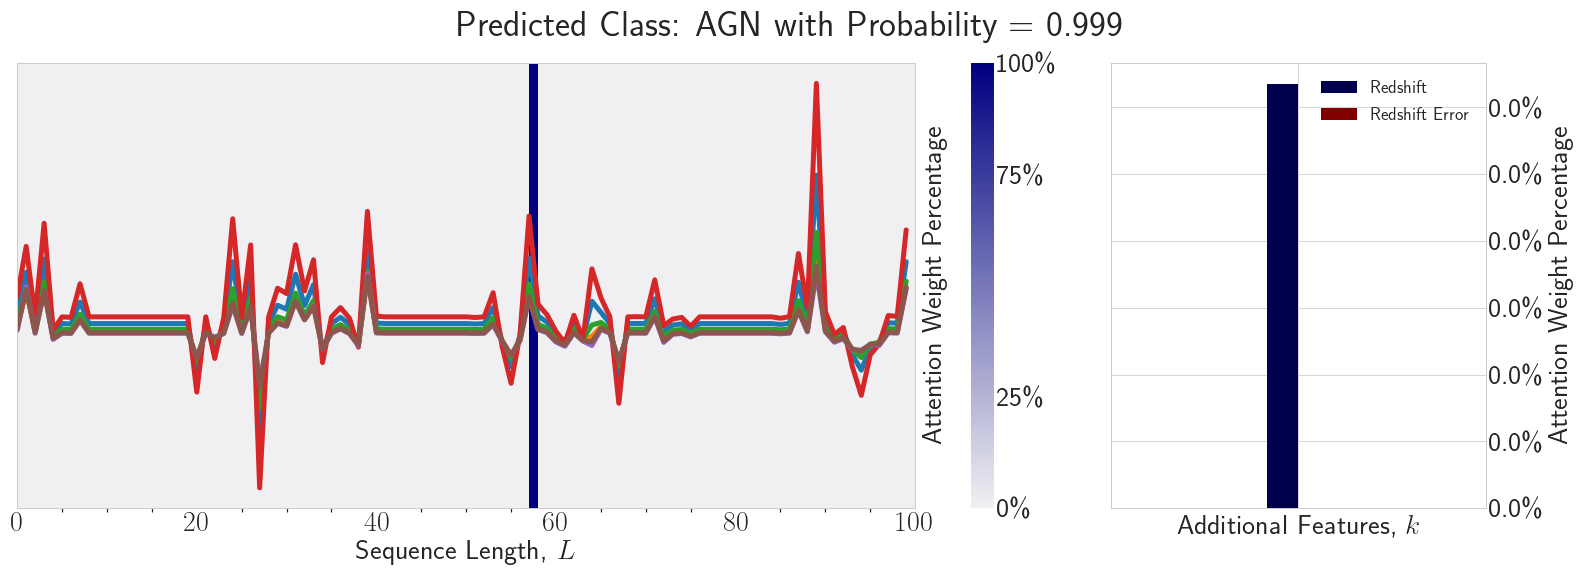 Predicted Class: AGN with Probability = 0.999
0
20
40
60
80
100
Sequence Length, L
Attention Weight Percentage
100%
75%
50%
25%
0%
Redshift
Redshift Error
0.0%
0.0%
0.0%
0.0%
0.0%
0.0%
0.0%
Additional Features, k
Attention Weight Percentage